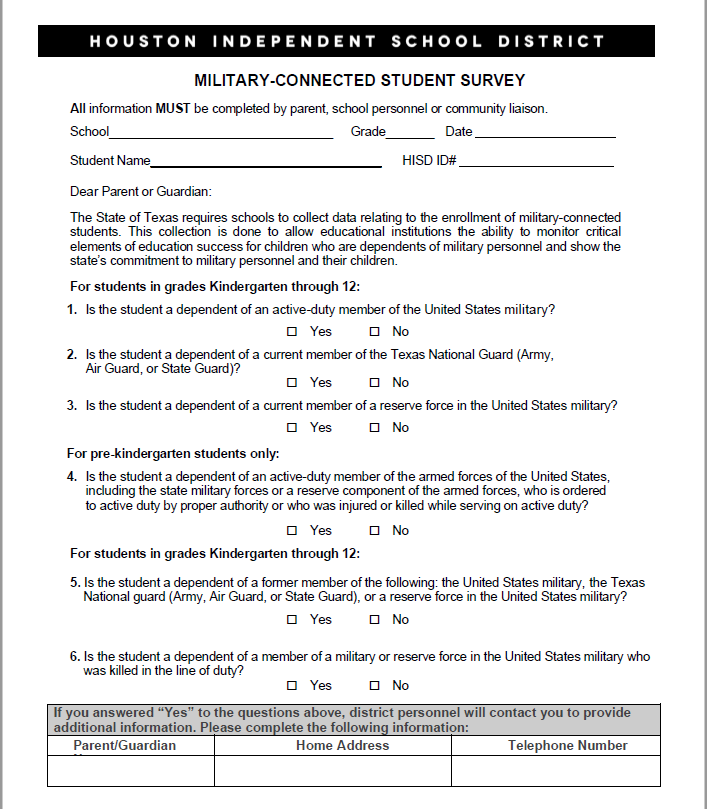 HOUSTON INDEPENDENT SCHOOL DISTRICT
MILITARY-CONNECTED STUDENT SURVEY
All information MUST be completed by parent, school personnel or community liaison.
School Grade Date
Student Name HISD ID#
Dear Parent or Guardian:
The State of Texas requires schools to collect data relating to the enrollment of military-connected
students. This collection is done to allow educational institutions the ability to monitor critical
elements of education success for children who are dependents of military personnel and show the
state's commitment to military personnel and their children.
For students in grades Kindergarten through 12:
1. Is the student a dependent of an active-duty member of the United States military?
☐ Yes ☐ No
2. Is the student a dependent of a current member of the Texas National Guard (Army,
Air Guard, or State Guard)?
☐ Yes ☐ No
3. Is the student a dependent of a current member of a reserve force in the United States military?
☐ Yes ☐ No
For pre-kindergarten students only:
4. Is the student a dependent of an active-duty member of the armed forces of the United States,
including the state military forces or a reserve component of the armed forces, who is ordered
to active duty by proper authority or who was injured or killed while serving on active duty?
☐ Yes ☐ No
For students in grades Kindergarten through 12:
5. Is the student a dependent of a former member of the following: the United States military, the Texas
National guard (Army, Air Guard, or State Guard), or a reserve force in the United States military?
☐ Yes ☐ No
6. Is the student a dependent of a member of a military or reserve force in the United States military who
was killed in the line of duty?
☐ Yes ☐ No
If you answered “Yes” to the questions above, district personnel will contact you to provide
additional information. Please complete the following information:
Parent/Guardian Home Address Telephone Number